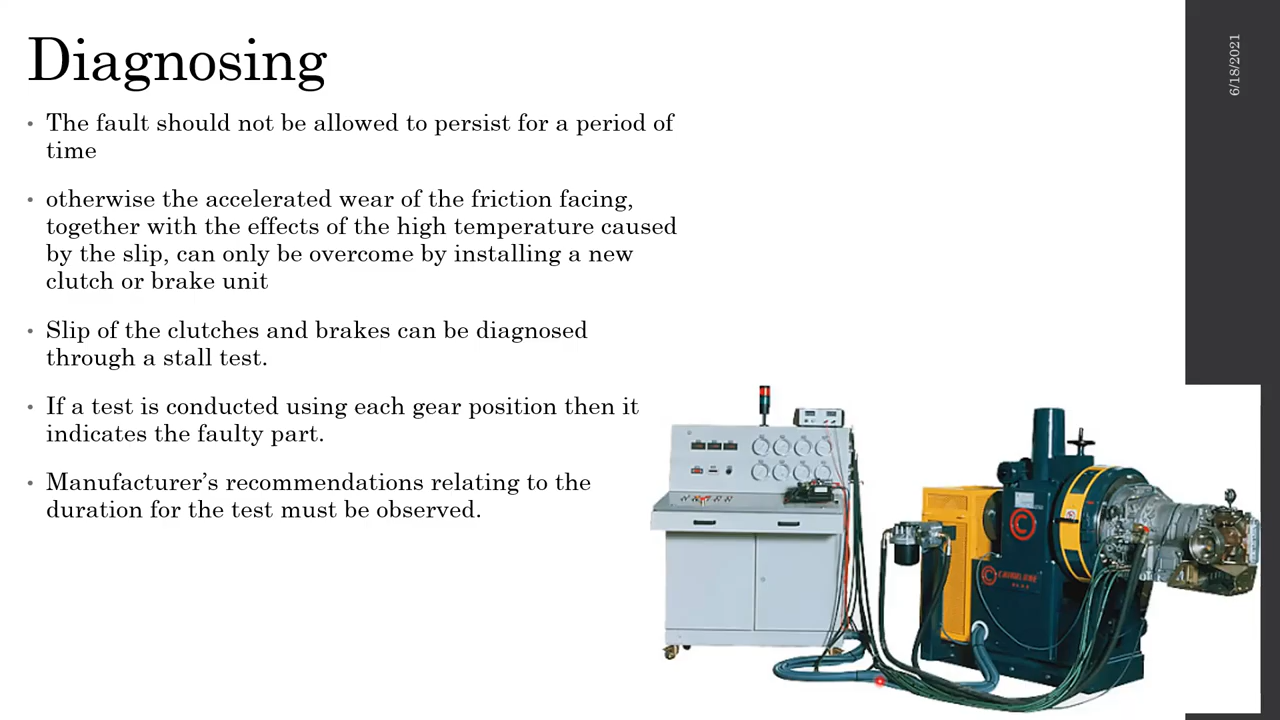 Diagnosing
6/18/2021
• The fault should not be allowed to persist for a period of
time
• otherwise the accelerated wear of the friction facing,
together with the effects of the high temperature caused
by the slip, can only be overcome by installing a new
clutch or brake unit
• Slip of the clutches and brakes can be diagnosed
through a stall test.
• If a test is conducted using each gear position then it
indicates the faulty part.
• Manufacturer’s recommendations relating to the
duration for the test must be observed.